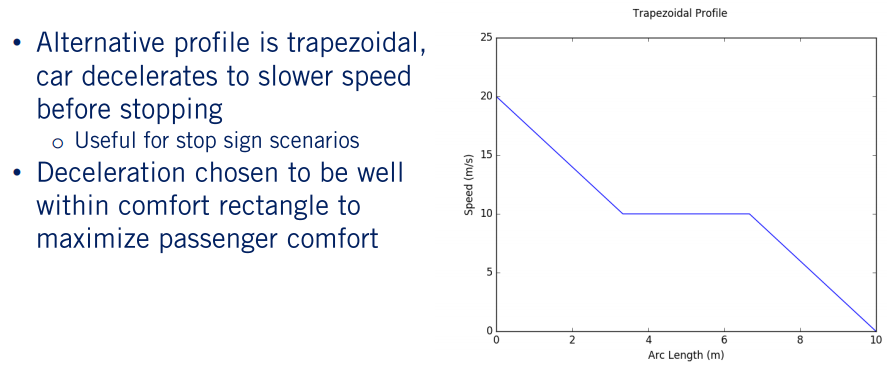 • Alternative profile is trapezoidal,
car decelerates to slower speed
before stopping
o Useful for stop sign scenarios
• Deceleration chosen to be well
within comfort rectangle to
maximize passenger comfort
Trapezoidal Profile
25
20
15
10
5
0
Speed (m/s)
0 2 4 6 8 10
Arc Length (m)